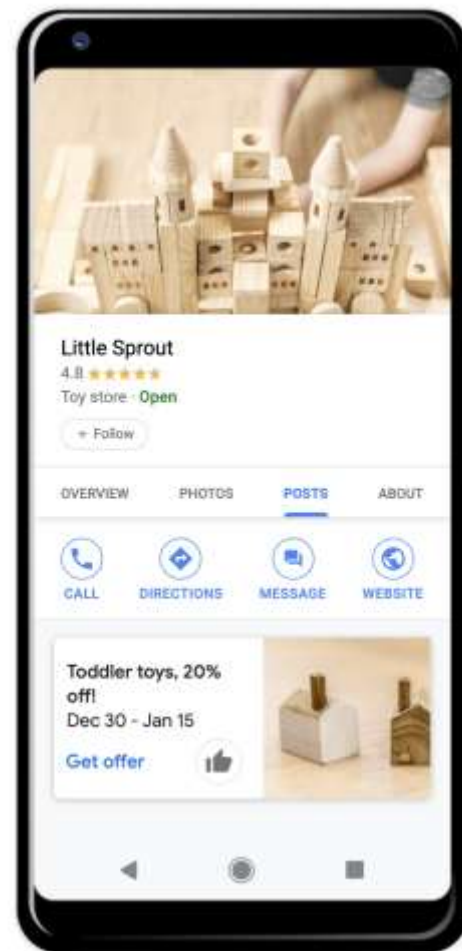 Little Sprout
4.8
Toy store · Open
+ Follow
OVERVIEW PHOTOS POSTS ABOUT
CALL DIRECTIONS MESSAGE WEBSITE
Toddler toys, 20%
off!
Dec 30 - Jan 15
Get offer